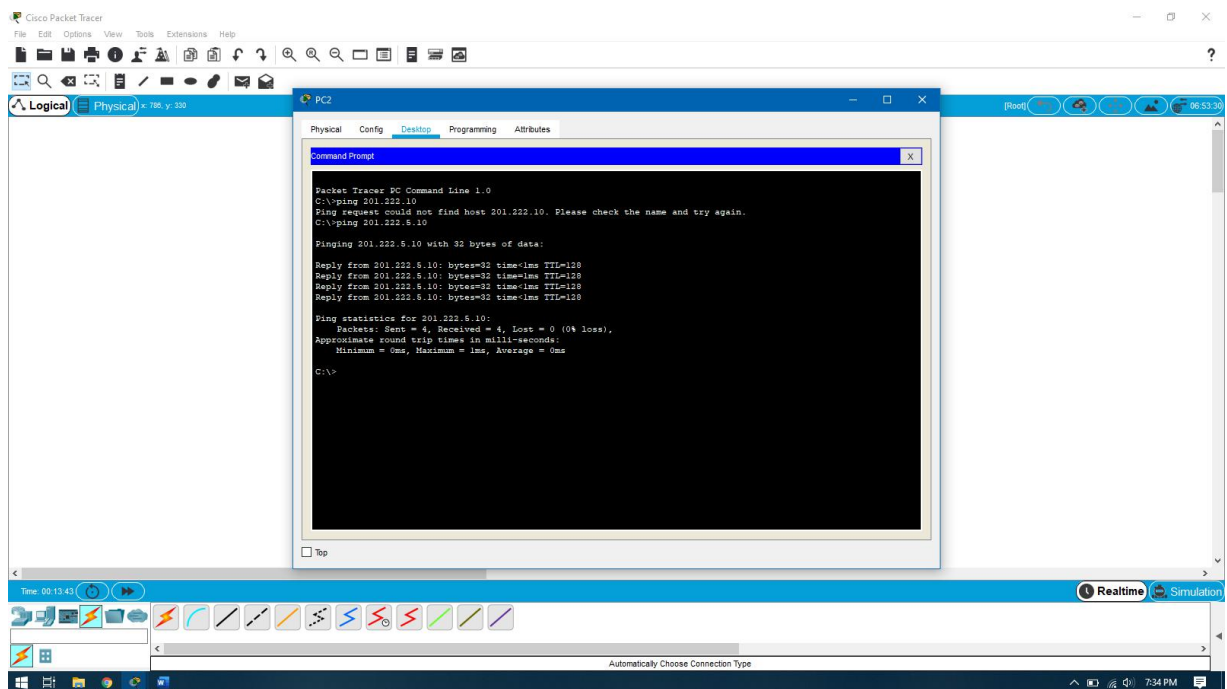 Cisco Packet Tracer
File Edit Options View Tools Extensions Help
?
Logical Physical x: 786, y: 330
[Root] 06:53:30
PC2
Physical Config Desktop Programming Attributes
Command Prompt X
Packet Tracer PC Command Line 1.0
C:\>ping 201.222.10
Ping request could not find host 201.222.10. Please check the name and try again.
C:\>ping 201.222.5.10
Pinging 201.222.5.10 with 32 bytes of data:
Reply from 201.222.5.10: bytes=32 time<1ms TTL=128
Reply from 201.222.5.10: bytes=32 time=1ms TTL=128
Reply from 201.222.5.10: bytes=32 time<1ms TTL=128
Reply from 201.222.5.10: bytes=32 time<1ms TTL=128
Ping statistics for 201.222.5.10:
Packets: Sent = 4, Received = 4, Lost = 0 (0% loss),
Approximate round trip times in milli-seconds:
Minimum = 0ms, Maximum = 1ms, Average = 0ms
C:\>
Top
Time: 00:13:43
Realtime Simulation
Automatically Choose Connection Type
7:34 PM